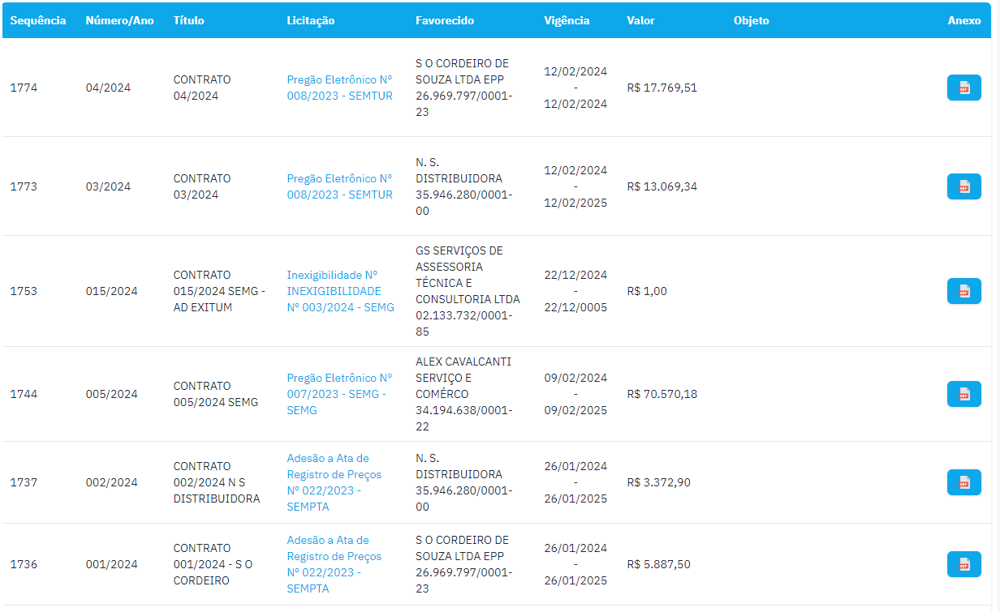 Sequência Número/Ano Título Licitação Favorecido Vigência Valor Objeto Anexo
1774
04/2024
CONTRATO
04/2024
Pregão Eletrônico Nº
008/2023 - SEMTUR
S O CORDEIRO DE
SOUZA LTDA EPP
26.969.797/0001-
23
12/02/2024
-
12/02/2024
R$ 17.769,51
PDF
1773
03/2024
CONTRATO
03/2024
Pregão Eletrônico Nº
008/2023 - SEMTUR
N. S.
DISTRIBUIDORA
35.946.280/0001-
00
12/02/2024
-
12/02/2025
R$ 13.069,34
PDF
1753
015/2024
CONTRATO
015/2024 SEMG -
AD EXITUM
Inexigibilidade Nº
INEXIGIBILIDADE
Nº 003/2024 - SEMG
GS SERVIÇOS DE
ASSESSORIA
TÉCNICA E
CONSULTORIA LTDA
02.133.732/0001-
85
22/12/2024
-
22/12/0005
R$ 1,00
PDF
1744
005/2024
CONTRATO
005/2024 SEMG
Pregão Eletrônico Nº
007/2023 - SEMG -
SEMG
ALEX CAVALCANTI
SERVIÇO E
COMÉRCO
34.194.638/0001-
22
09/02/2024
-
09/02/2025
R$ 70.570,18
PDF
1737
002/2024
CONTRATO
002/2024 N S
DISTRIBUIDORA
Adesão a Ata de
Registro de Preços
Nº 022/2023 -
SEMPTA
N. S.
DISTRIBUIDORA
35.946.280/0001-
00
26/01/2024
-
26/01/2025
R$ 3.372,90
PDF
1736
001/2024
CONTRATO
001/2024 - S O
CORDEIRO
Adesão a Ata de
Registro de Preços
Nº 022/2023 -
SEMPTA
S O CORDEIRO DE
SOUZA LTDA EPP
26.969.797/0001-
23
26/01/2024
-
26/01/2025
R$ 5.887,50
PDF